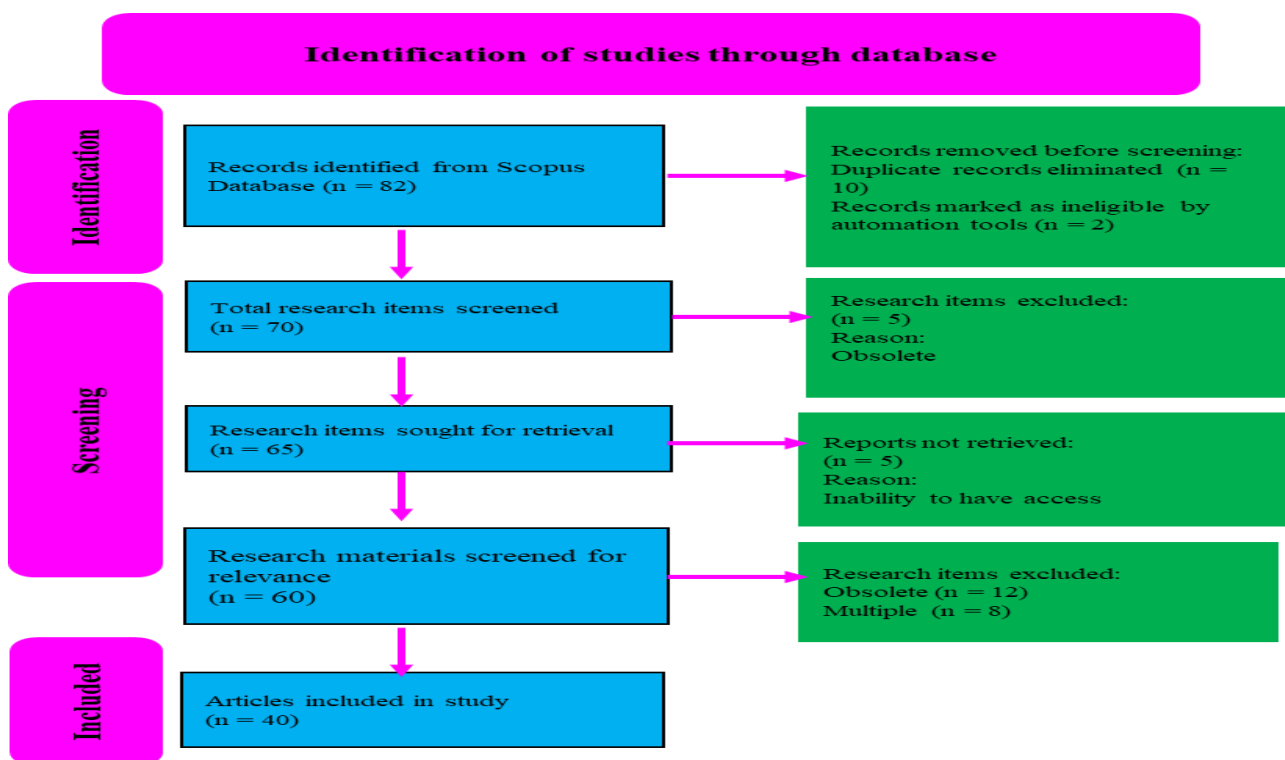 Identification of studies through database
Identification
Records identified from Scopus
Database (n = 82)
Records removed before screening:
Duplicate records eliminated (n =
10)
Records marked as ineligible by
automation tools (n = 2)
Screening
Total research items screened
(n = 70)
Research items excluded:
(n = 5)
Reason:
Obsolete
Research items sought for retrieval
(n = 65)
Reports not retrieved:
(n = 5)
Reason:
Inability to have access
Research materials screened for
relevance
(n = 60)
Research items excluded:
Obsolete (n = 12)
Multiple (n = 8)
Included
Articles included in study
(n = 40)